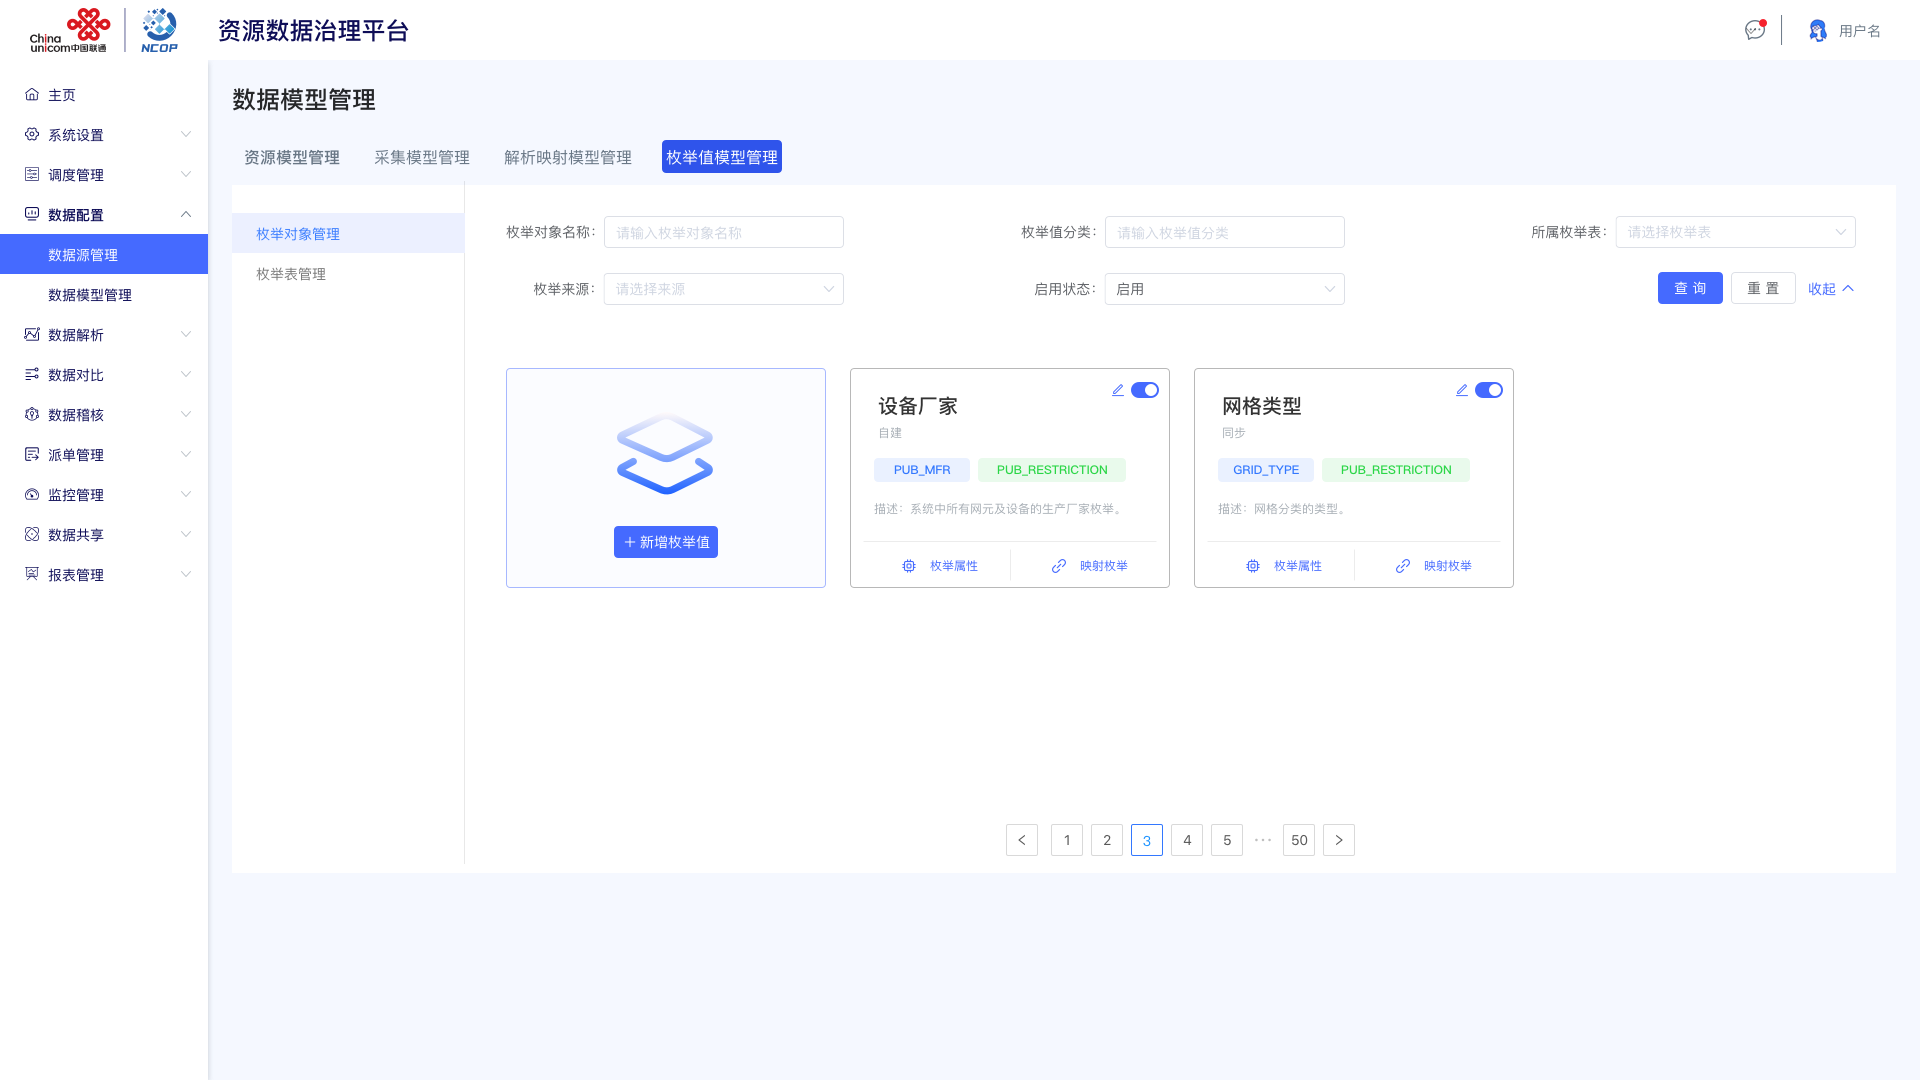 China
unicom中国联通
NCOP
资源数据治理平台
用户名
主页
系统设置
调度管理
数据配置
数据源管理
数据模型管理
数据解析
数据对比
数据稽核
派单管理
监控管理
数据共享
报表管理
数据模型管理
资源模型管理
采集模型管理
解析映射模型管理
枚举值模型管理
枚举对象管理
枚举表管理
枚举对象名称：
请输入枚举对象名称
枚举值分类：
请输入枚举值分类
所属枚举表：
请选择枚举表
枚举来源：
请选择来源
启用状态：
启用
查 询
重 置
收起
新增枚举值
设备厂家
自建
PUB_MFR
PUB_RESTRICTION
描述：系统中所有网元及设备的生产厂家枚举。
枚举属性
映射枚举
网格类型
同步
GRID_TYPE
PUB_RESTRICTION
描述：网格分类的类型。
枚举属性
映射枚举
< 1 2 3 4 5 ··· 50 >